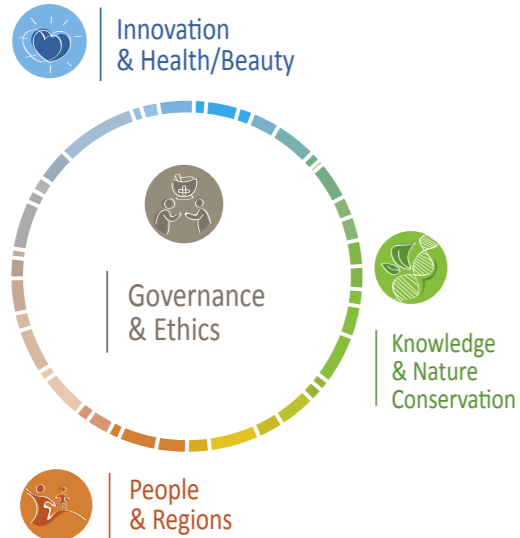 Innovation
& Health/Beauty
Governance
& Ethics
Knowledge
& Nature
Conservation
People
& Regions